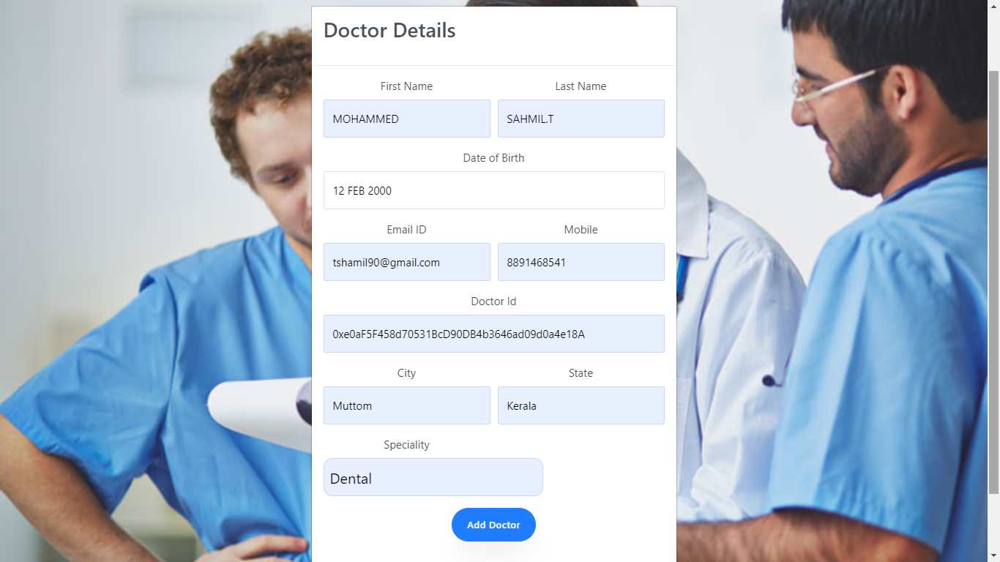 Doctor Details
First Name Last Name
MOHAMMED SAHMIL.T
Date of Birth
12 FEB 2000
Email ID Mobile
tshamil90@gmail.com 8891468541
Doctor Id
0xe0aF5F458d70531BcD90DB4b3646ad09d0a4e18A
City State
Muttom Kerala
Speciality
Dental
Add Doctor